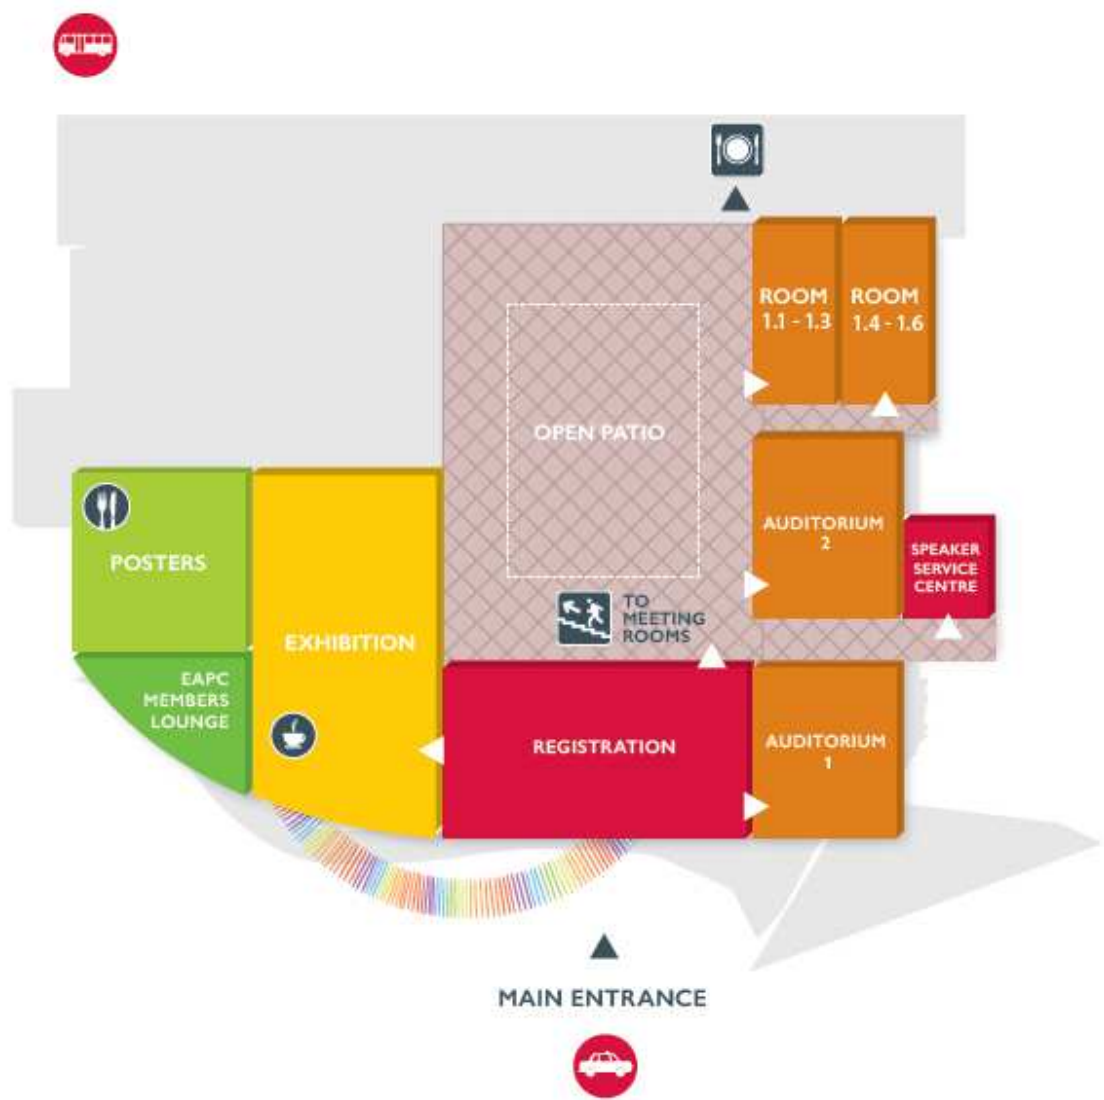 ROOM
1.1 - 1.3
ROOM
1.4 - 1.6
OPEN PATIO
AUDITORIUM
2
SPEAKER
SERVICE
CENTRE
POSTERS
TO
MEETING
ROOMS
EXHIBITION
EAPC
MEMBERS
LOUNGE
REGISTRATION
AUDITORIUM
1
MAIN ENTRANCE